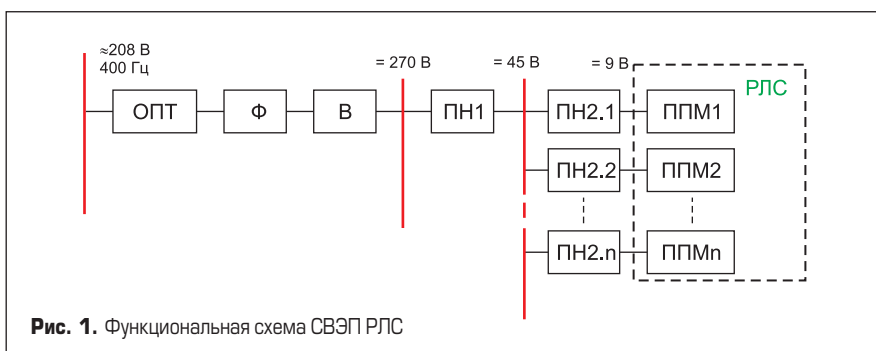 ≈208 В
400 Гц
= 270 В
= 45 В
= 9 В
РЛС
ОПТ
Ф
В
ПН1
ПН2.1
ППМ1
ПН2.2
ППМ2
ПН2.n
ППМn
Рис. 1. Функциональная схема СВЭП РЛС